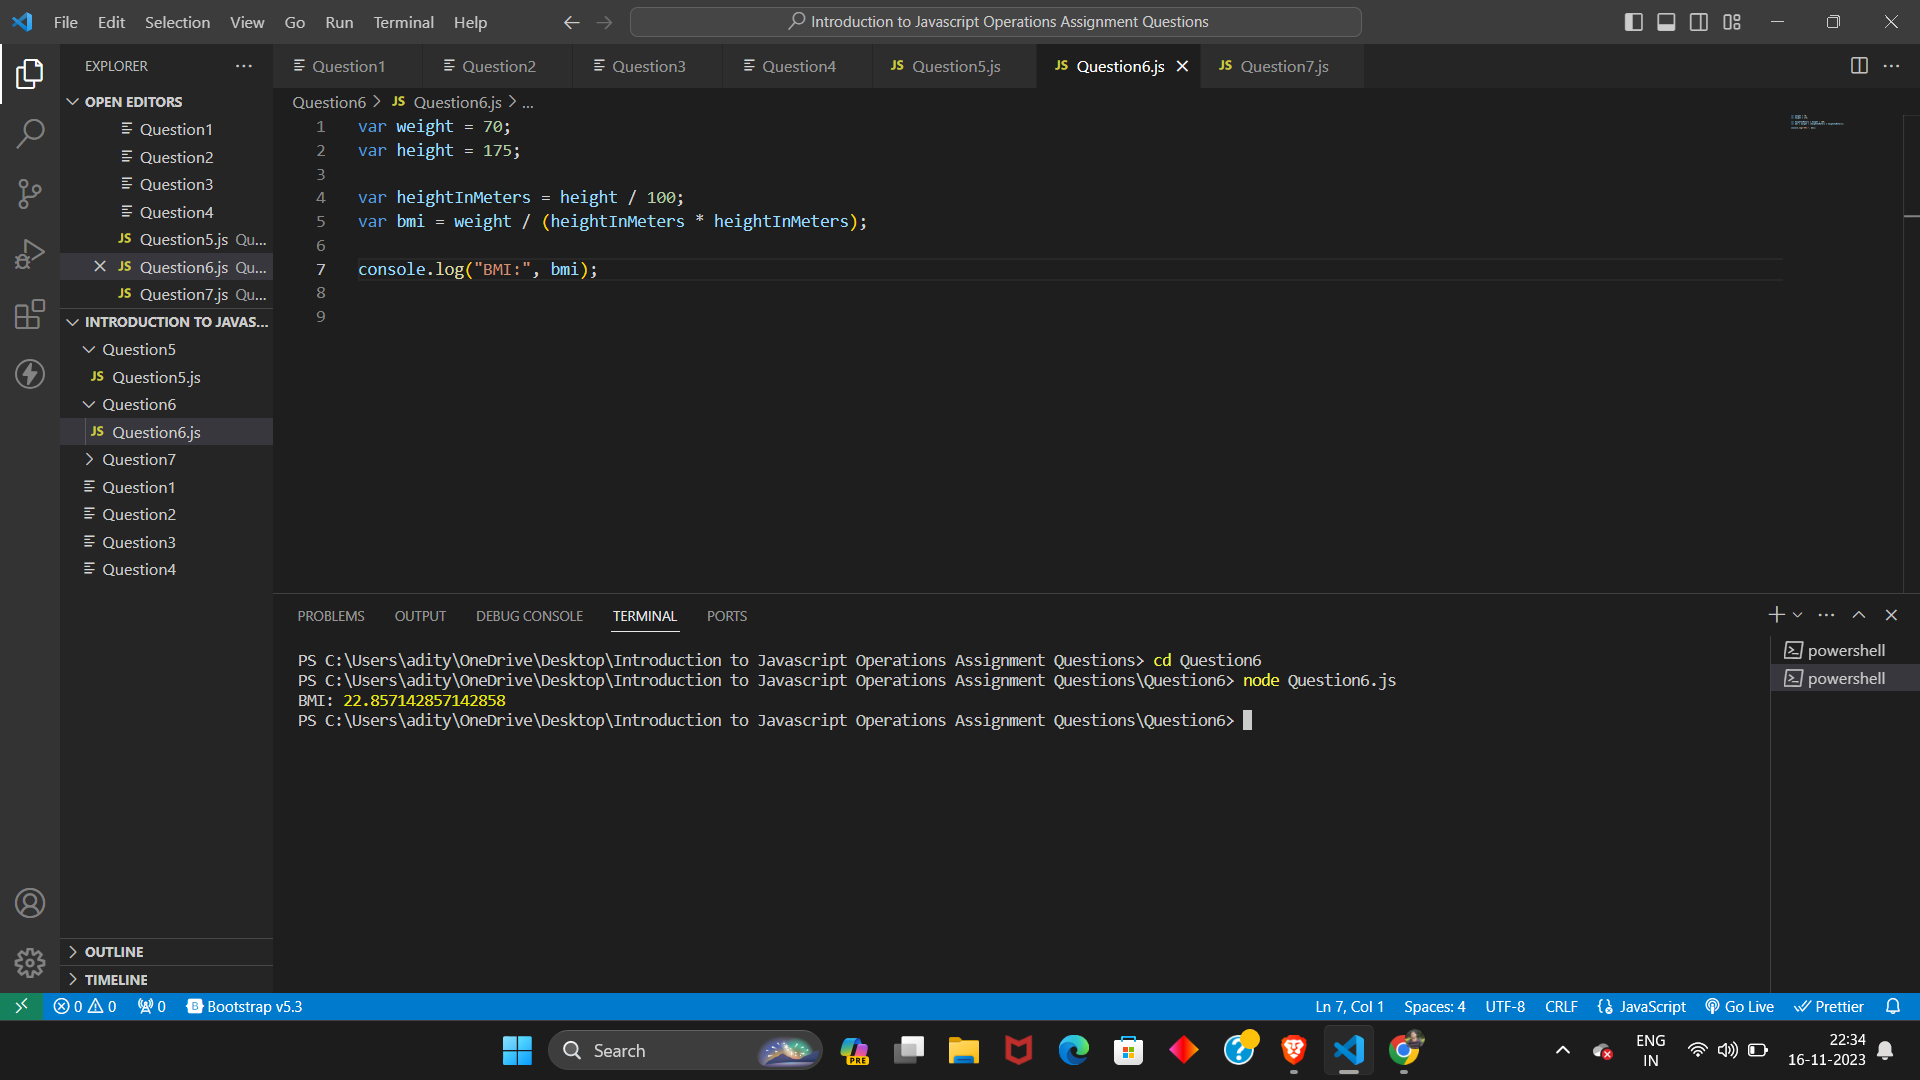 File Edit Selection View Go Run Terminal Help
Introduction to Javascript Operations Assignment Questions
EXPLORER
Question1 Question2 Question3 Question4 JS Question5.js JS Question6.js JS Question7.js
OPEN EDITORS
Question1
Question2
Question3
Question4
JS Question5.js Qu...
JS Question6.js Qu...
JS Question7.js Qu...
INTRODUCTION TO JAVAS...
Question5
JS Question5.js
Question6
JS Question6.js
Question7
Question1
Question2
Question3
Question4
OUTLINE
TIMELINE
Question6 > JS Question6.js > ...
1 var weight = 70;
2 var height = 175;
3
4 var heightInMeters = height / 100;
5 var bmi = weight / (heightInMeters * heightInMeters);
6
7 console.log("BMI:", bmi);
8
9
PROBLEMS OUTPUT DEBUG CONSOLE TERMINAL PORTS
PS C:\Users\adity\OneDrive\Desktop\Introduction to Javascript Operations Assignment Questions> cd Question6
PS C:\Users\adity\OneDrive\Desktop\Introduction to Javascript Operations Assignment Questions\Question6> node Question6.js
BMI: 22.857142857142858
PS C:\Users\adity\OneDrive\Desktop\Introduction to Javascript Operations Assignment Questions\Question6>
powershell
powershell
0 0 0 Bootstrap v5.3 Ln 7, Col 1 Spaces: 4 UTF-8 CRLF {} JavaScript Go Live Prettier
Search
PRE
ENG
IN
22:34
16-11-2023